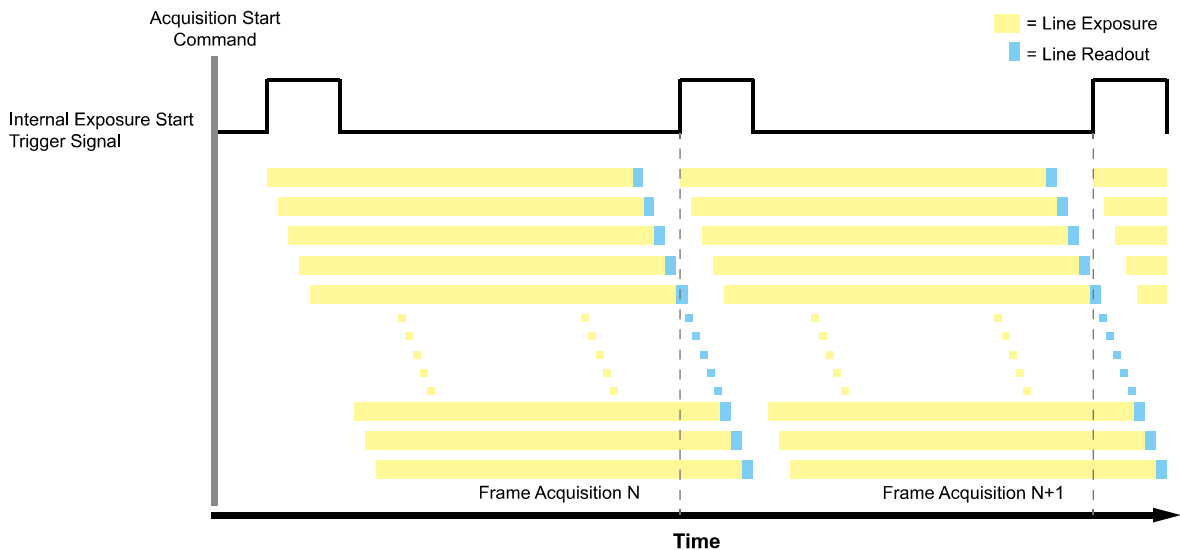 Acquisition Start
Command
= Line Exposure
= Line Readout
Internal Exposure Start
Trigger Signal
Frame Acquisition N
Frame Acquisition N+1
Time